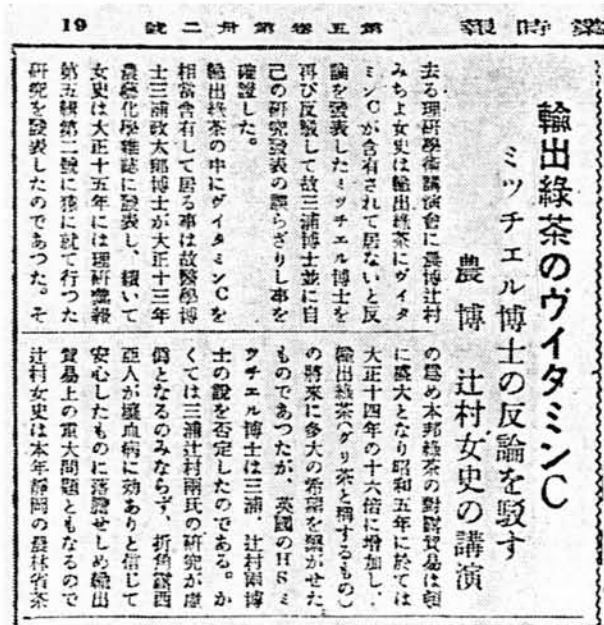 時報
第五卷第卅二號
19
輸出綠茶のヴイタミンC
ミッチエル博士の反論を駁す
農博 辻村女史の講演
去る理研學術講演會に農博辻村
みちよ女史は輸出綠茶にヴイタ
ミンCが含有されて居ないと反
論を發表したミッチエル博士を
再び反駁して故三浦博士並に自
己の研究發表の誤らざりし事を
確證した。
輸出綠茶の中にヴイタミンCを
相當含有して居る事は故醫學博
士三浦政太郎博士が大正十三年
農藝化學雜誌に發表し、續いて
女史は大正十五年には理研彙報
第五輯第二號に猿に就て行つた
研究を發表したのであつた。そ
の爲め本邦綠茶の對露貿易は頓
に盛大となり昭和五年に於ては
大正十四年の十六倍に增加し、
輸出綠茶(グリ茶と稱するもの)
の將來に多大の希望を懸がせた
ものであつたが、英國のHSミ
ツチエル博士は三浦、辻村兩博
士の說を否定したのである。か
くては三浦辻村兩氏の研究が虛
僞となるのみならず、折角露西
亞人が壞血病に効ありと信じて
安心したものに落膽せしめ輸出
貿易上の重大問題ともなるので
辻村女史は本年靜岡の農林省茶